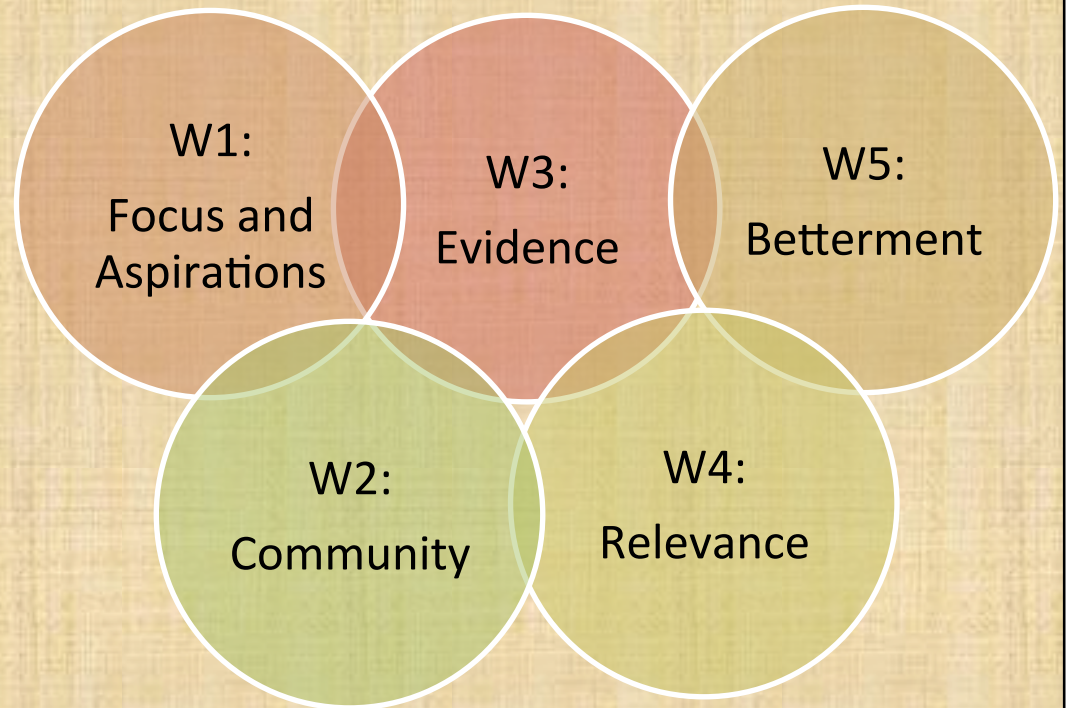 W1:
Focus and
Aspirations
W3:
Evidence
W5:
Betterment
W2:
Community
W4:
Relevance